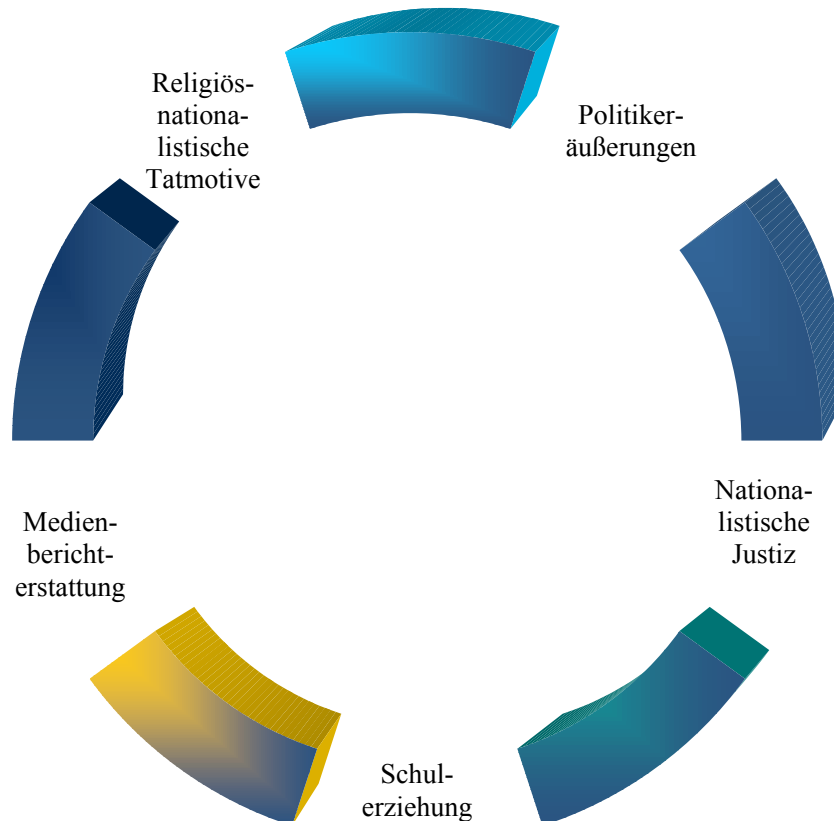 Religiös-
nationa-
listische
Tatmotive
Politiker-
äußerungen
Nationa-
listische
Justiz
Medien-
bericht-
erstattung
Schul-
erziehung